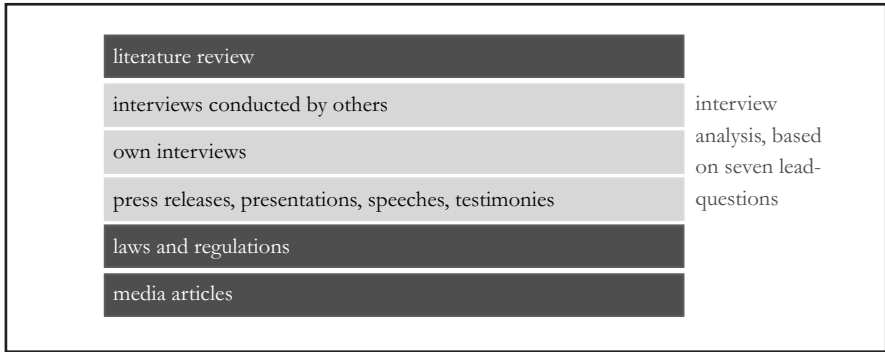 literature review
interviews conducted by others
own interviews
press releases, presentations, speeches, testimonies
laws and regulations
media articles
interview
analysis, based
on seven lead-
questions